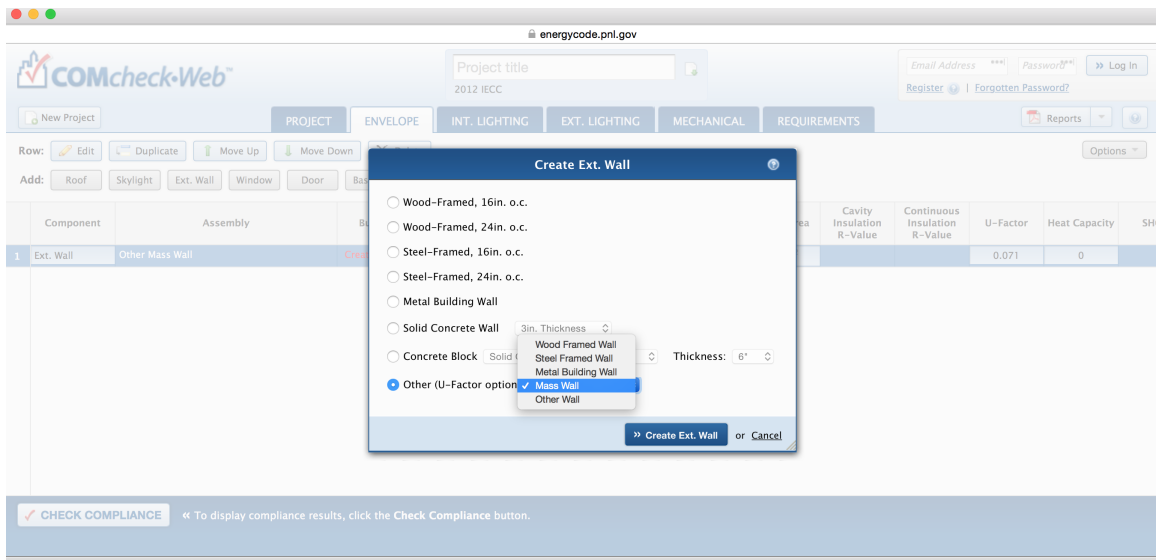 energycode.pnl.gov
COMcheck-Web™
Project title
2012 IECC
Email Address
Password
» Log In
Register | Forgotten Password?
New Project
PROJECT ENVELOPE INT. LIGHTING EXT. LIGHTING MECHANICAL REQUIREMENTS
Reports
Row: Edit Duplicate Move Up Move Down
Options
Add: Roof Skylight Ext. Wall Window Door Bas
Component Assembly Bu
Cavity Insulation R-Value
Continuous Insulation R-Value
U-Factor Heat Capacity SH
1 Ext. Wall Other Mass Wall 0.071 0
Create Ext. Wall
Wood-Framed, 16in. o.c.
Wood-Framed, 24in. o.c.
Steel-Framed, 16in. o.c.
Steel-Framed, 24in. o.c.
Metal Building Wall
Solid Concrete Wall 3in. Thickness
Concrete Block Solid Thickness: 6"
Other (U-Factor option
Wood Framed Wall
Steel Framed Wall
Metal Building Wall
✓ Mass Wall
Other Wall
» Create Ext. Wall or Cancel
✓ CHECK COMPLIANCE « To display compliance results, click the Check Compliance button.